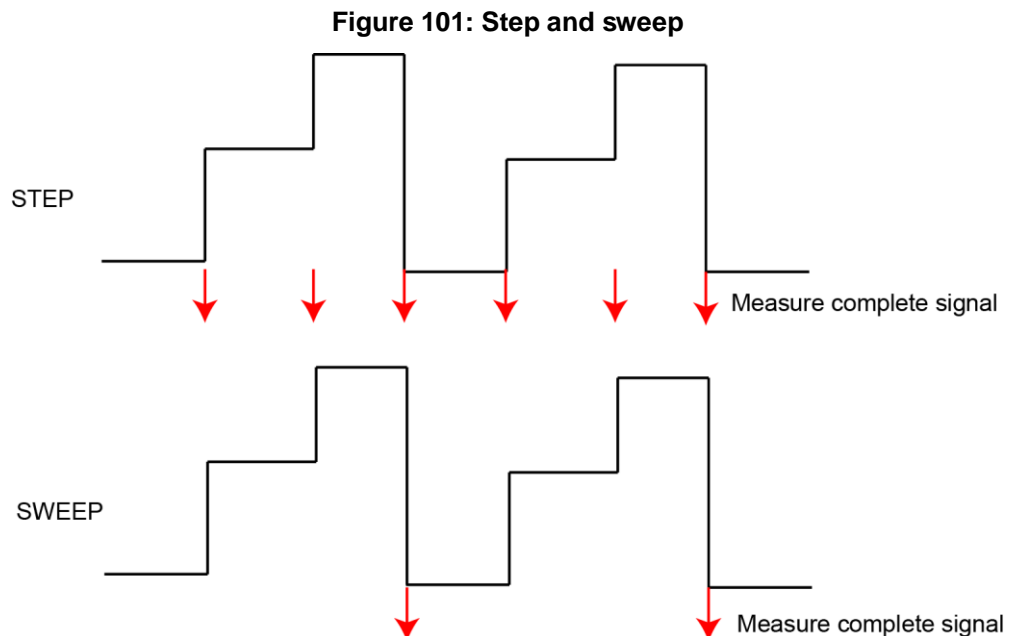 Figure 101: Step and sweep
STEP
Measure complete signal
SWEEP
Measure complete signal